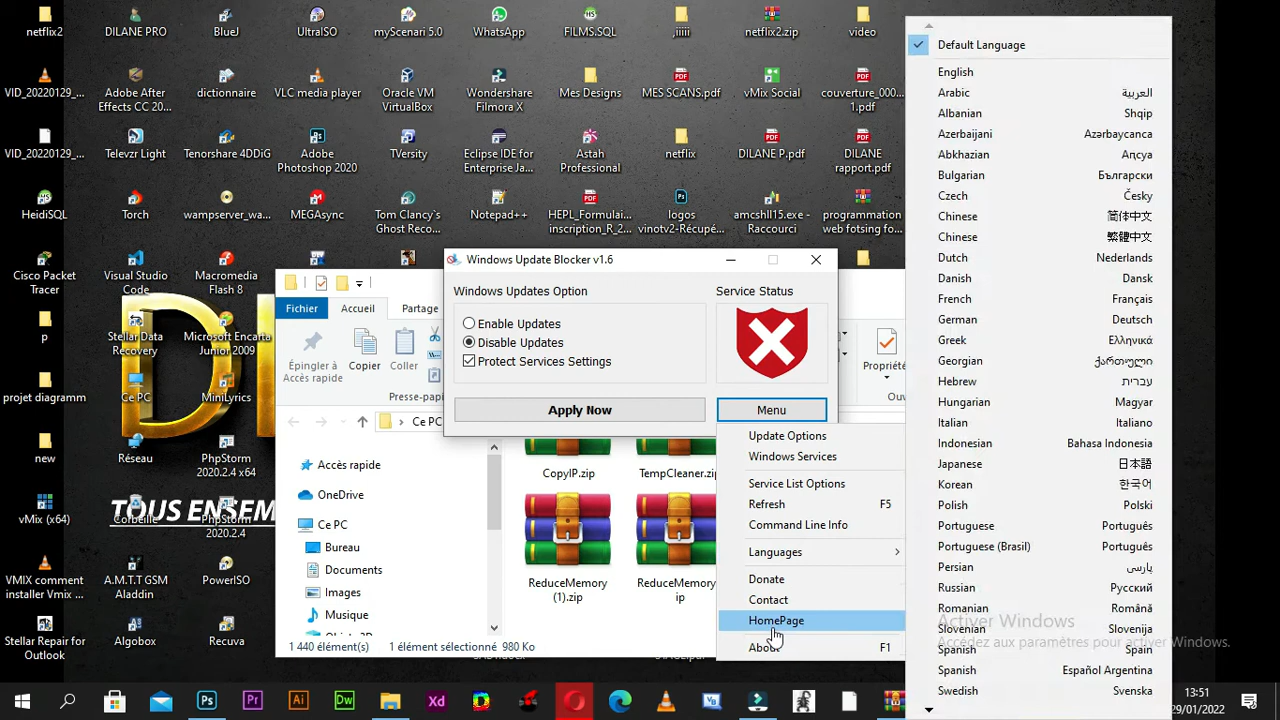 netflix2
DILANE PRO
BlueJ
UltraISO
myScenari 5.0
WhatsApp
FILMS.SQL
.jiiiii
netflix2.zip
video
VID_20220129_...
Adobe After
Effects CC 20...
dictionnaire
VLC media player
Oracle VM
VirtualBox
Wondershare
Filmora X
Mes Designs
MES SCANS.pdf
vMix Social
couverture_000...
1.pdf
VID_20220129_...
Televzr Light
Tenorshare 4DDiG
Adobe
Photoshop 2020
TVersity
Eclipse IDE for
Enterprise Ja...
Astah
Professional
netflix
DILANE P.pdf
DILANE
rapport.pdf
HeidiSQL
Torch
wampserver_wa...
MEGAsync
Tom Clancy's
Ghost Reco...
Notepad++
HEPL_Formulai...
inscription_R_2...
logos
vinotv2-Récupé...
amcshll15.exe -
Raccourci
programmation
web fotsing fo...
Cisco Packet
Tracer
Visual Studio
Code
Macromedia
Flash 8
p
Stellar Data
Recovery
Microsoft Encarta
Junior 2009
projet diagramm
Ce PC
MiniLyrics
new
Réseau
PhpStorm
2020.2.4 x64
vMix (x64)
Corbeille
PhpStorm
2020.2.4
VMIX comment
installer Vmix ...
A.M.T.T GSM
Aladdin
PowerISO
Stellar Repair for
Outlook
Algobox
Recuva
TOUS ENSEM
Windows Update Blocker v1.6
Windows Updates Option
Service Status
Enable Updates
Disable Updates
Protect Services Settings
Apply Now
Menu
Fichier
Accueil
Partage
Épingler à
Accès rapide
Copier
Coller
Presse-pap
Propriété
Ouv
Ce PC
Accès rapide
OneDrive
Ce PC
Bureau
Documents
Images
Musique
CopyIP.zip
TempCleaner.zip
ReduceMemory
(1).zip
ReduceMemory
ip
1 440 élément(s)
1 élément sélectionné 980 Ko
Update Options
Windows Services
Service List Options
Refresh F5
Command Line Info
Languages
Donate
Contact
HomePage
About F1
Default Language
English
Arabic العربية
Albanian Shqip
Azerbaijani Azərbaycanca
Abkhazian Аԥсуа
Bulgarian Български
Czech Česky
Chinese 简体中文
Chinese 繁體中文
Dutch Nederlands
Danish Dansk
French Français
German Deutsch
Greek Ελληνικά
Georgian ქართული
Hebrew עברית
Hungarian Magyar
Italian Italiano
Indonesian Bahasa Indonesia
Japanese 日本語
Korean 한국어
Polish Polski
Portuguese Português
Portuguese (Brasil) Português
Persian پارسی
Russian Русский
Romanian Română
Slovenian Slovenija
Spanish Spain
Spanish Español Argentina
Swedish Svenska
Activer Windows
Accédez aux paramètres pour activer Windows.
13:51
29/01/2022